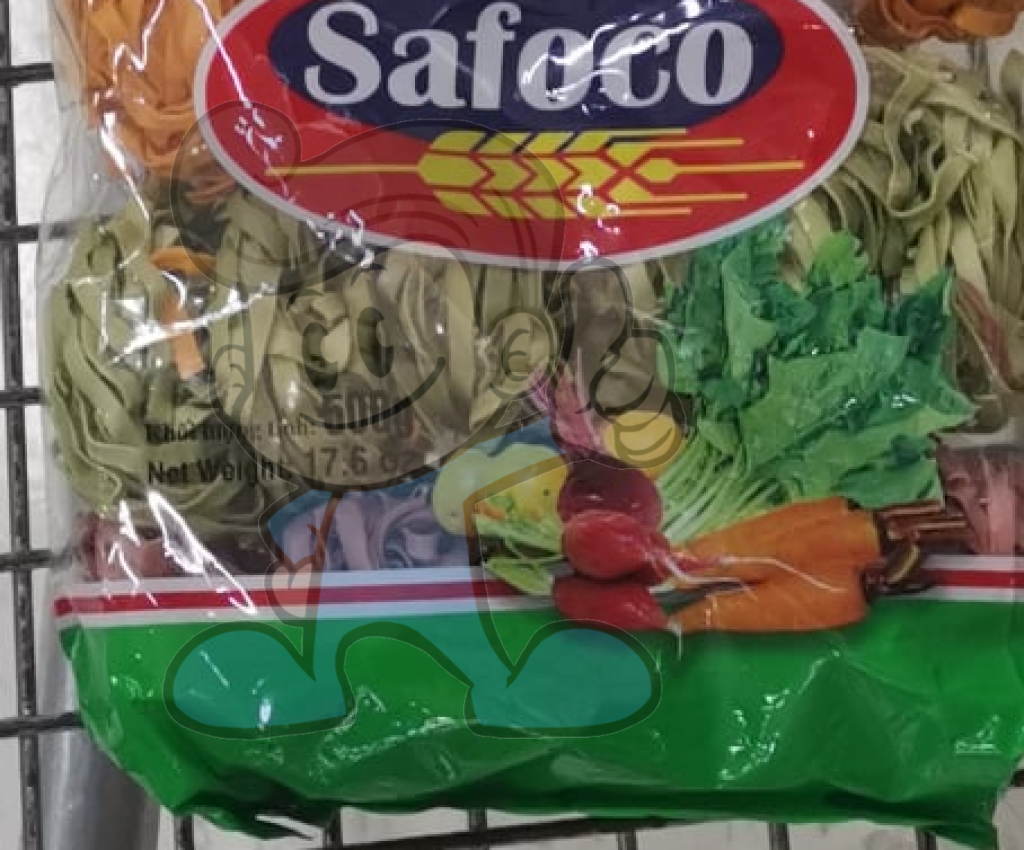 Safoco
Khối lượng tịnh: 500g
Net Weight: 17.6 oz